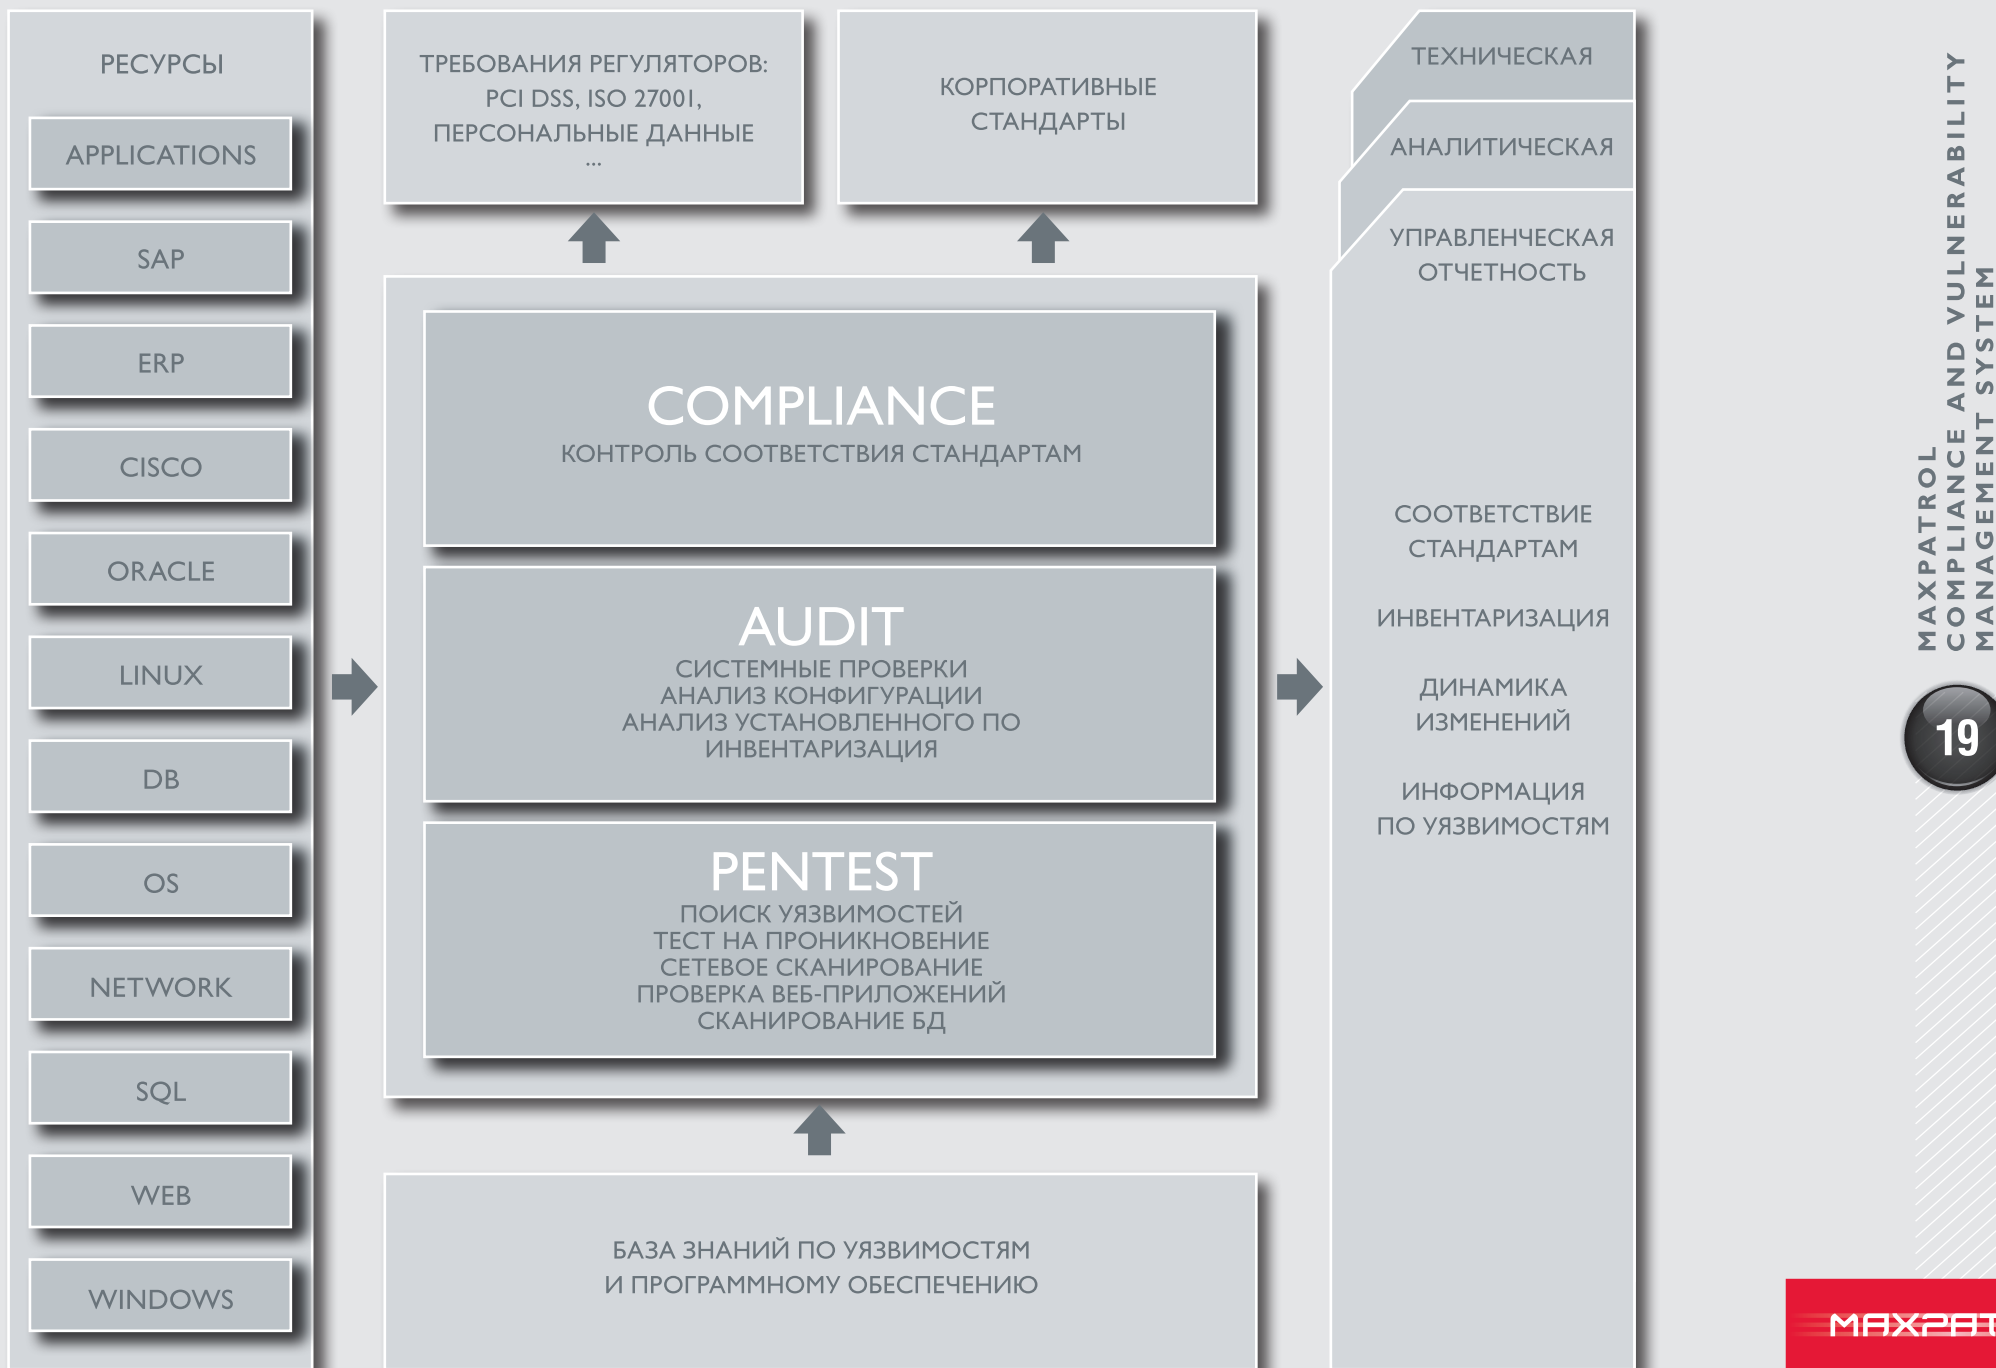 РЕСУРСЫ
APPLICATIONS
SAP
ERP
CISCO
ORACLE
LINUX
DB
OS
NETWORK
SQL
WEB
WINDOWS
ТРЕБОВАНИЯ РЕГУЛЯТОРОВ:
PCI DSS, ISO 27001,
ПЕРСОНАЛЬНЫЕ ДАННЫЕ
...
КОРПОРАТИВНЫЕ
СТАНДАРТЫ
COMPLIANCE
КОНТРОЛЬ СООТВЕТСТВИЯ СТАНДАРТАМ
AUDIT
СИСТЕМНЫЕ ПРОВЕРКИ
АНАЛИЗ КОНФИГУРАЦИИ
АНАЛИЗ УСТАНОВЛЕННОГО ПО
ИНВЕНТАРИЗАЦИЯ
PENTEST
ПОИСК УЯЗВИМОСТЕЙ
ТЕСТ НА ПРОНИКНОВЕНИЕ
СЕТЕВОЕ СКАНИРОВАНИЕ
ПРОВЕРКА ВЕБ-ПРИЛОЖЕНИЙ
СКАНИРОВАНИЕ БД
БАЗА ЗНАНИЙ ПО УЯЗВИМОСТЯМ
И ПРОГРАММНОМУ ОБЕСПЕЧЕНИЮ
ТЕХНИЧЕСКАЯ
АНАЛИТИЧЕСКАЯ
УПРАВЛЕНЧЕСКАЯ
ОТЧЕТНОСТЬ
СООТВЕТСТВИЕ
СТАНДАРТАМ
ИНВЕНТАРИЗАЦИЯ
ДИНАМИКА
ИЗМЕНЕНИЙ
ИНФОРМАЦИЯ
ПО УЯЗВИМОСТЯМ
MAXPATROL
COMPLIANCE AND VULNERABILITY
MANAGEMENT SYSTEM
19
MAXPAT